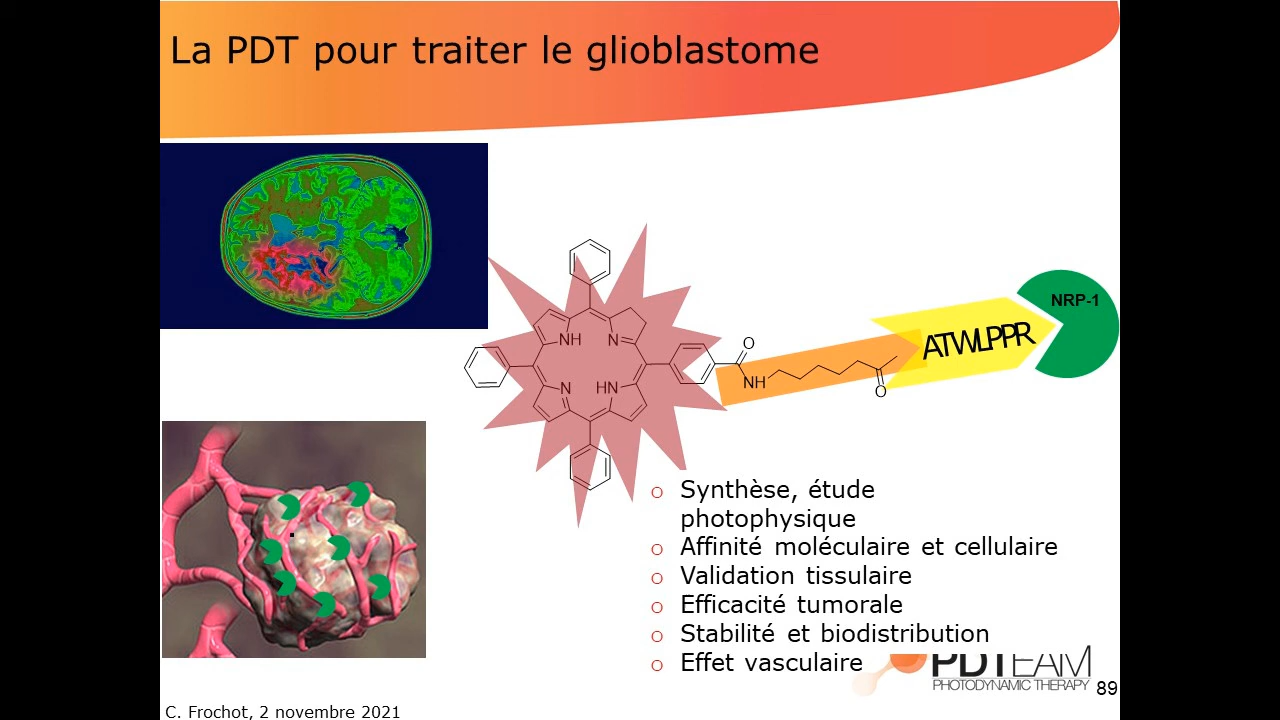 La PDT pour traiter le glioblastome
NH
N
N
HN
O
NH
O
ATWLPPR
NRP-1
o Synthèse, étude
photophysique
o Affinité moléculaire et cellulaire
o Validation tissulaire
o Efficacité tumorale
o Stabilité et biodistribution
o Effet vasculaire
PDTEAM
PHOTODYNAMIC THERAPY
89
C. Frochot, 2 novembre 2021